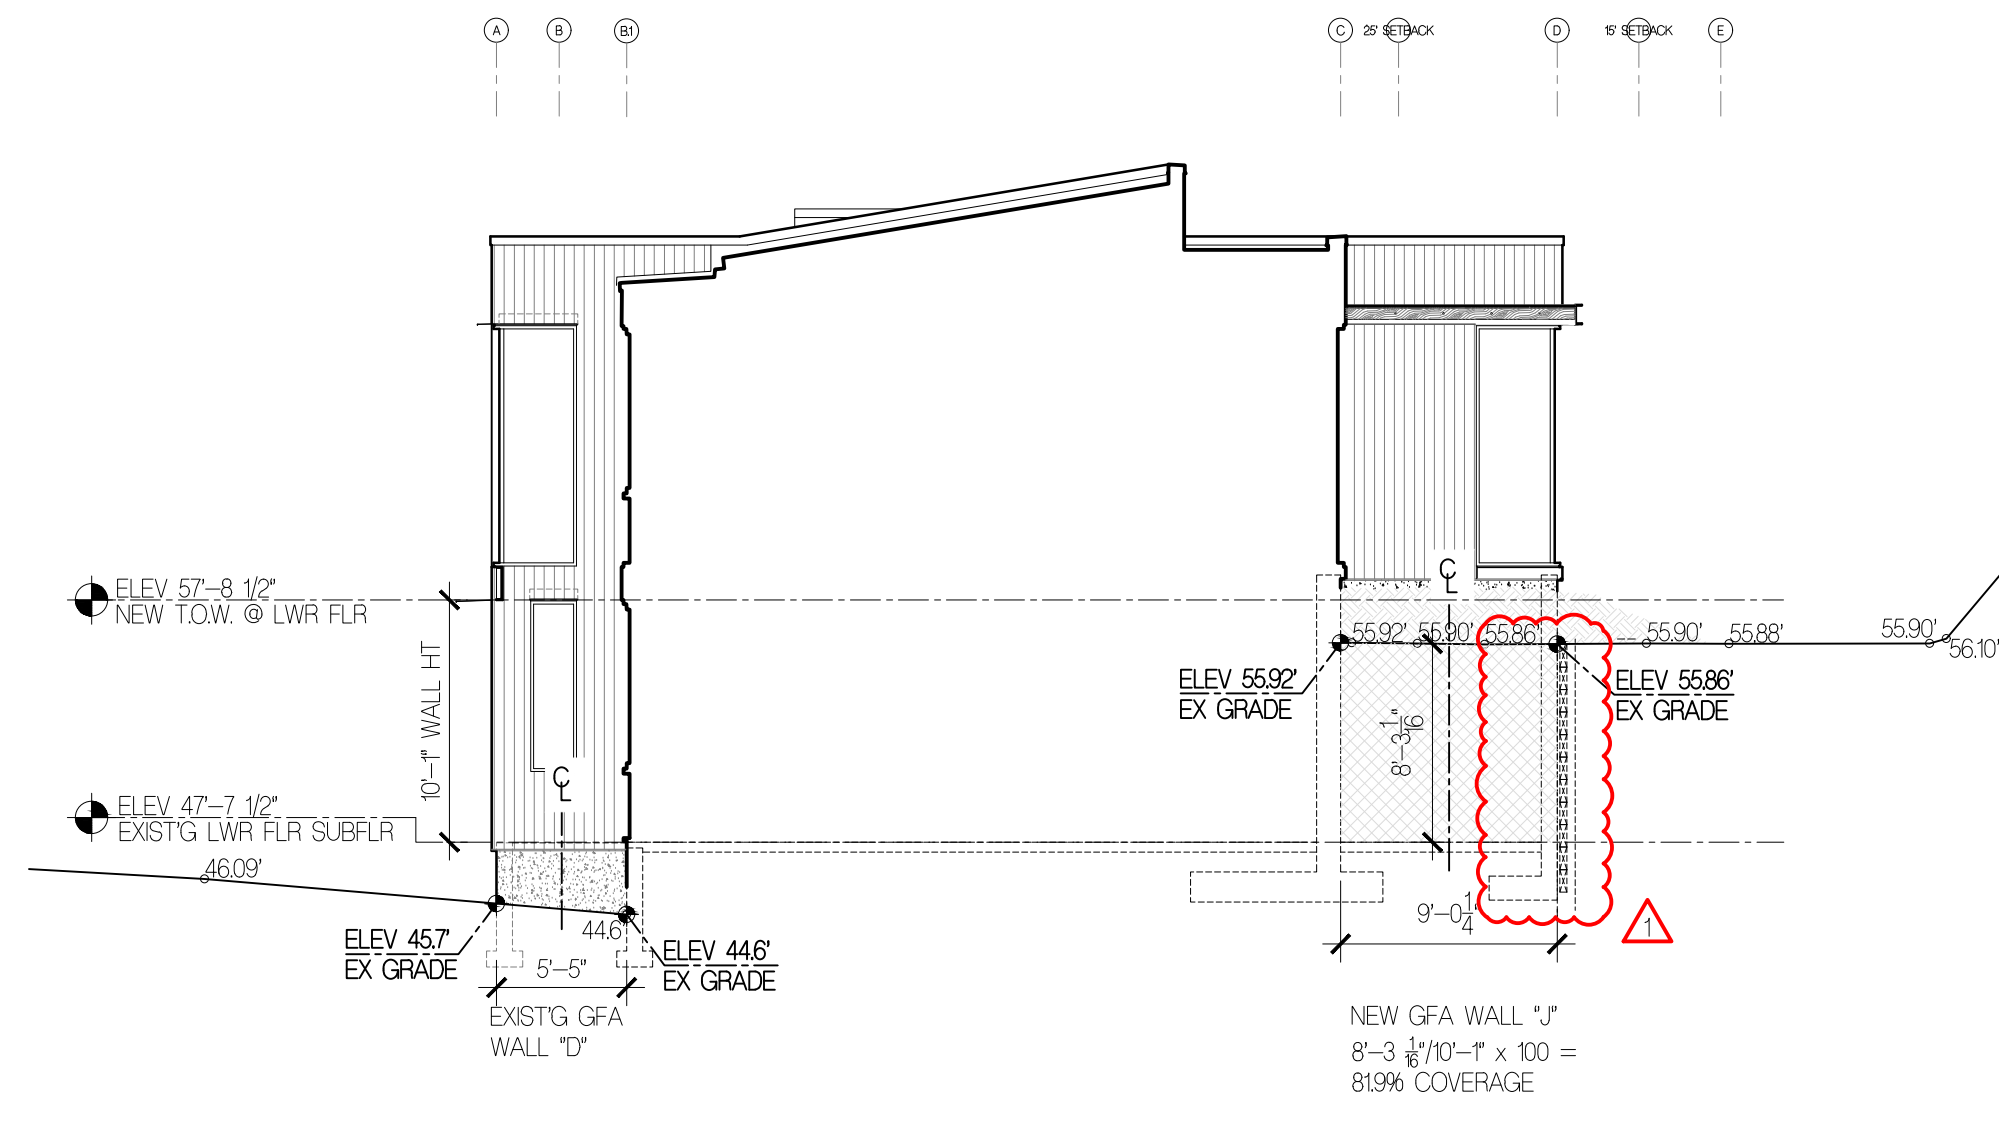 A B B.1 C 25' SETBACK D 15' SETBACK E
ELEV 57'-8 1/2"
NEW T.O.W. @ LWR FLR
10'-1" WALL HT
ELEV 47'-7 1/2"
EXIST'G LWR FLR SUBFLR
46.09'
ELEV 45.7'
EX GRADE
44.6'
ELEV 44.6'
EX GRADE
5'-5"
EXIST'G GFA
WALL "D"
CL
CL
55.92' 55.90' 55.86' 55.90' 55.88' 55.90' 56.10'
ELEV 55.92'
EX GRADE
ELEV 55.86'
EX GRADE
8'-3 1/16"
9'-0 1/4"
1
NEW GFA WALL "J"
8'-3 1/16"/10'-1" x 100 =
81.9% COVERAGE